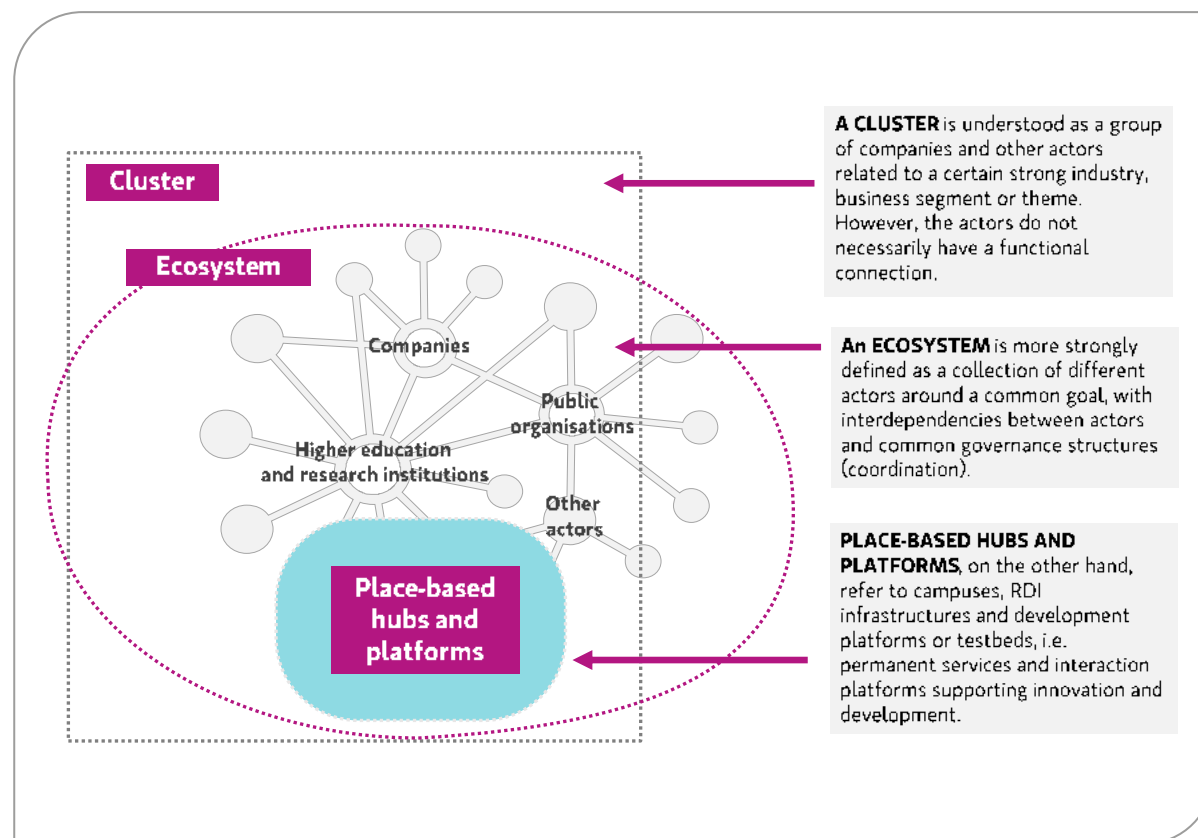 Cluster
Ecosystem
Companies
Public
organisations
Higher education
and research institutions
Other
actors
Place-based
hubs and
platforms
A CLUSTER is understood as a group
of companies and other actors
related to a certain strong industry,
business segment or theme.
However, the actors do not
necessarily have a functional
connection.
An ECOSYSTEM is more strongly
defined as a collection of different
actors around a common goal, with
interdependencies between actors
and common governance structures
(coordination).
PLACE-BASED HUBS AND
PLATFORMS, on the other hand,
refer to campuses, RDI
infrastructures and development
platforms or testbeds, i.e.
permanent services and interaction
platforms supporting innovation and
development.